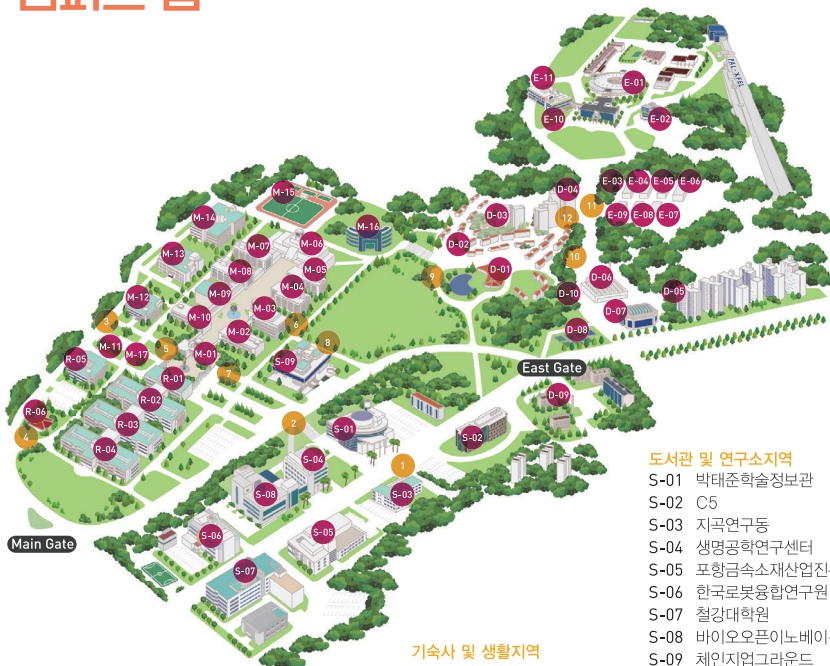 PAL-XFEL
E-11
E-01
E-10
E-02
M-15
D-04
E-03
E-04
E-05
E-06
M-14
D-03
11
12
E-09
E-08
E-07
M-16
M-07
M-06
D-02
M-13
M-08
M-05
10
9
D-01
D-06
M-12
M-09
M-04
D-10
D-05
3
M-10
M-03
D-07
6
M-02
D-08
M-11
M-17
5
M-01
8
S-09
R-05
7
East Gate
R-01
D-09
R-06
R-02
2
4
R-03
S-01
S-02
R-04
S-04
1
S-08
S-03
Main Gate
S-06
S-05
S-07
기숙사 및 생활지역
도서관 및 연구소지역
S-01 박태준학술정보관
S-02 C5
S-03 지곡연구동
S-04 생명공학연구센터
S-05 포항금속소재산업진
S-06 한국로봇융합연구원
S-07 철강대학원
S-08 바이오오픈이노베이
S-09 체인지업그라운드